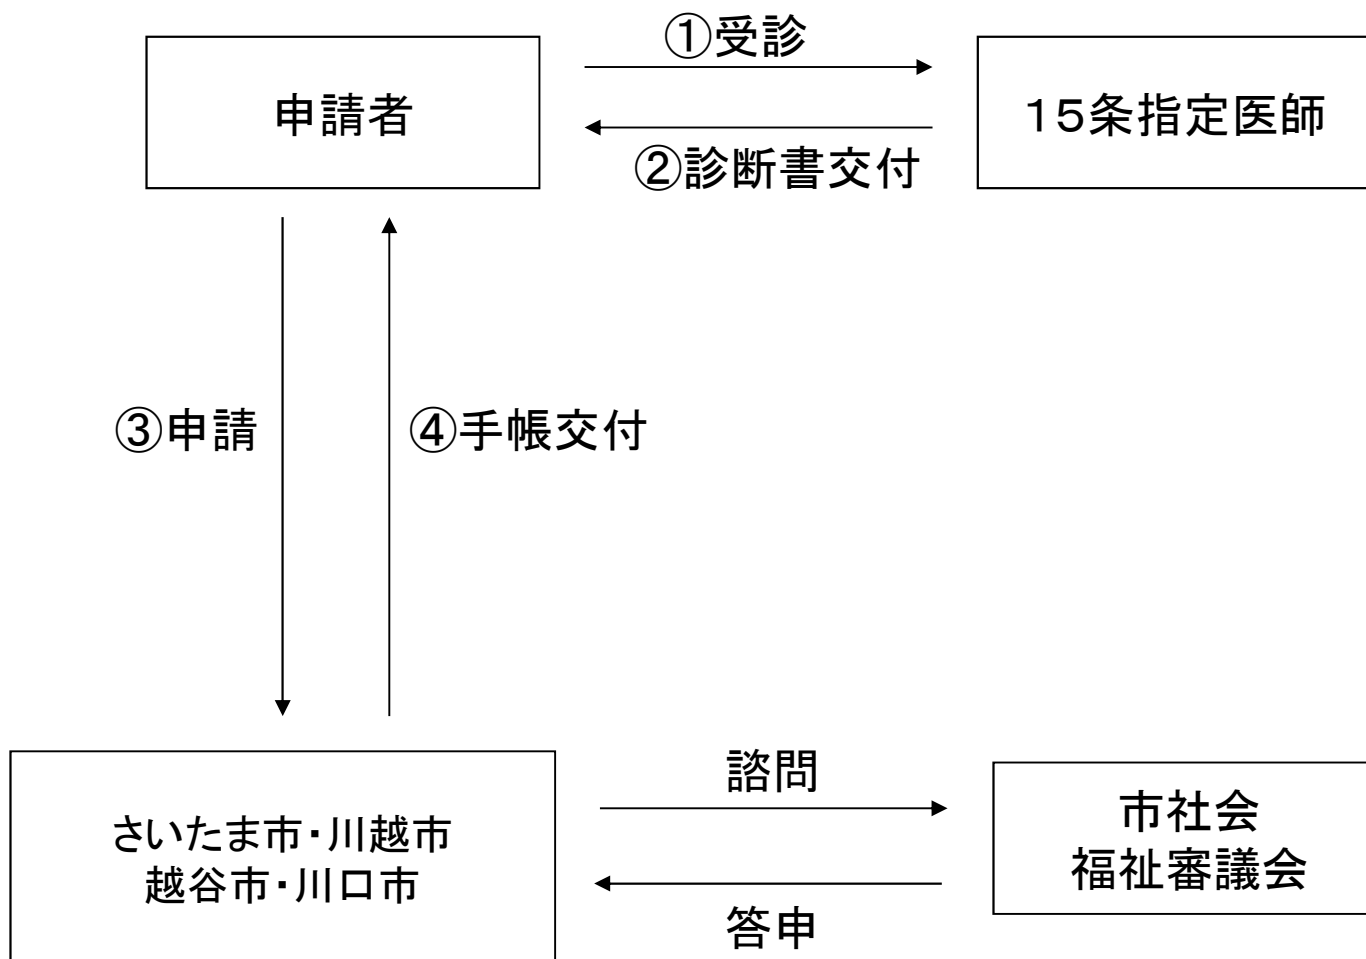 ①受診
申請者
15条指定医師
②診断書交付
③申請
④手帳交付
諮問
さいたま市・川越市
越谷市・川口市
市社会
福祉審議会
答申